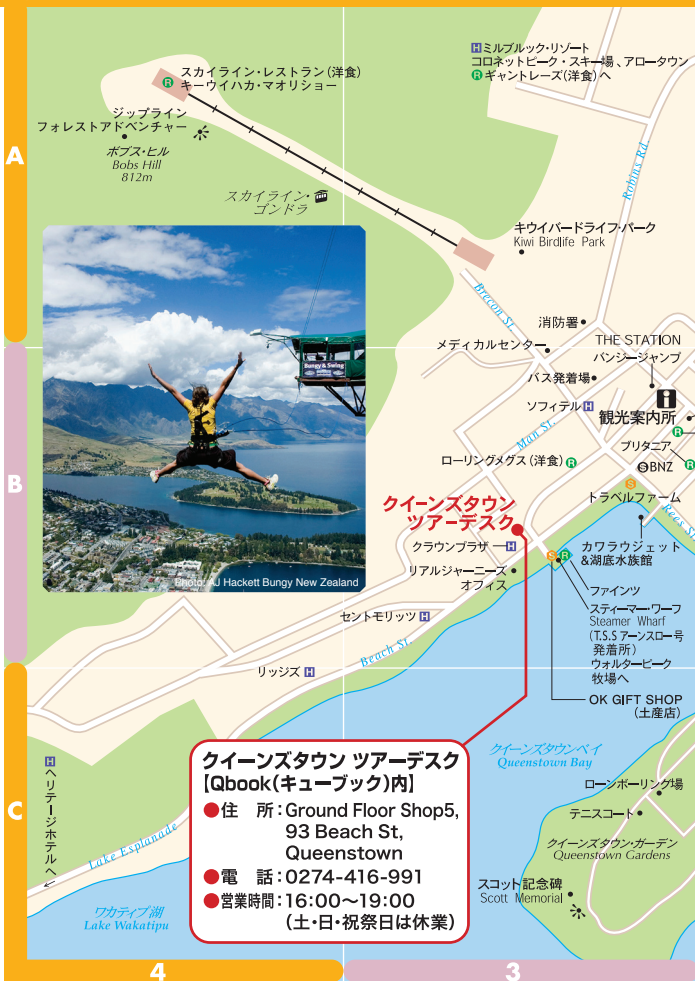 スカイライン・レストラン(洋食)
キーウイハカ・マオリショー
H ミルブルック・リゾート
コロネットピーク・スキー場、アロータウン
R ギャントレーズ(洋食)へ
ジップライン
フォレストアドベンチャー
ボブス・ヒル
Bobs Hill
812m
スカイライン・
ゴンドラ
A
Robins Rd.
キウイバードライフ・パーク
Kiwi Birdlife Park
Brecon St.
消防署
メディカルセンター
THE STATION
バンジージャンプ
バス発着場
ソフィテル H
観光案内所
Man St.
ブリタニア
ローリングメグス(洋食) R
S BNZ
B
Bungy & Swing
Photo: AJ Hackett Bungy New Zealand
クイーンズタウン
ツアーデスク
トラベルファーム
Rees St.
クラウンプラザ H
カワラウジェット
&湖底水族館
リアルジャーニーズ
オフィス
S R
ファインツ
スティーマー・ワーフ
Steamer Wharf
(T.S.S アーンスロー号
発着所)
ウォルターピーク
牧場へ
セントモリッツ H
Beach St.
リッジズ H
OK GIFT SHOP
(土産店)
クイーンズタウン ツアーデスク
【Qbook(キューブック)内】
●住 所:Ground Floor Shop5,
93 Beach St,
Queenstown
●電 話:0274-416-991
●営業時間:16:00〜19:00
(土・日・祝祭日は休業)
クイーンズタウンベイ
Queenstown Bay
ローンボーリング場
テニスコート
クイーンズタウン・ガーデン
Queenstown Gardens
スコット記念碑
Scott Memorial
C
H ヘリテージホテルへ
Lake Esplanade
ワカティプ湖
Lake Wakatipu
4
3